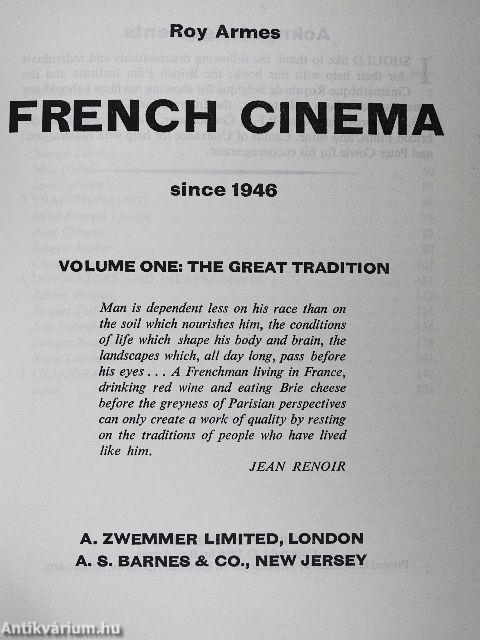 Roy Armes
FRENCH CINEMA
since 1946
VOLUME ONE: THE GREAT TRADITION
Man is dependent less on his race than on
the soil which nourishes him, the conditions
of life which shape his body and brain, the
landscapes which, all day long, pass before
his eyes . . . A Frenchman living in France,
drinking red wine and eating Brie cheese
before the greyness of Parisian perspectives
can only create a work of quality by resting
on the traditions of people who have lived
like him.
JEAN RENOIR
A. ZWEMMER LIMITED, LONDON
A. S. BARNES & CO., NEW JERSEY
Antikvárium.hu